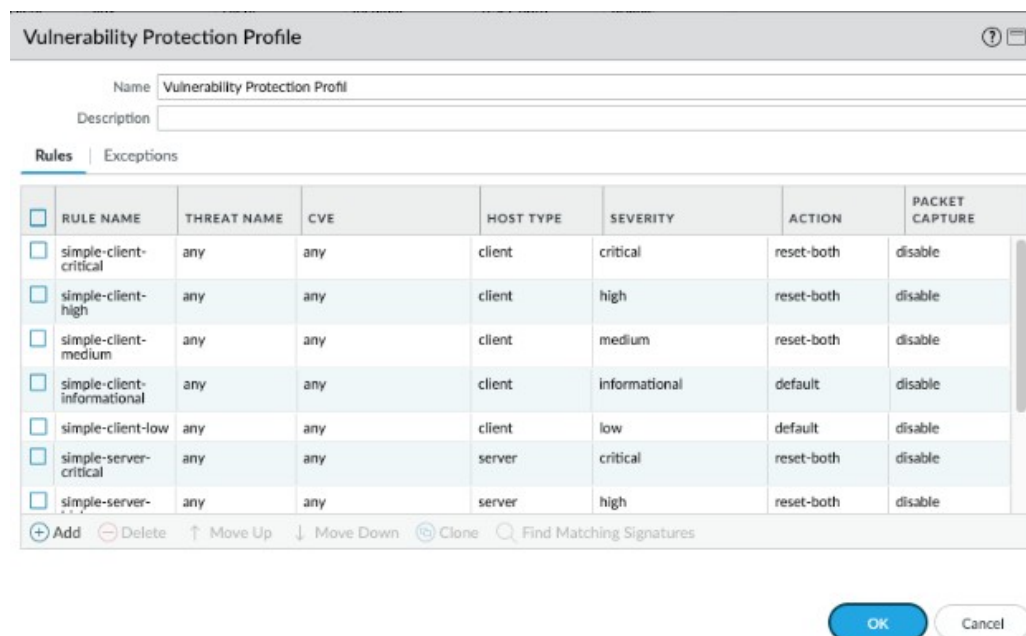 Vulnerability Protection Profile
Name Vulnerability Protection Profil
Description
Rules | Exceptions
RULE NAME THREAT NAME CVE HOST TYPE SEVERITY ACTION PACKET CAPTURE
simple-client-critical any any client critical reset-both disable
simple-client-high any any client high reset-both disable
simple-client-medium any any client medium reset-both disable
simple-client-informational any any client informational default disable
simple-client-low any any client low default disable
simple-server-critical any any server critical reset-both disable
simple-server- any any server high reset-both disable
Add Delete Move Up Move Down Clone Find Matching Signatures
OK Cancel